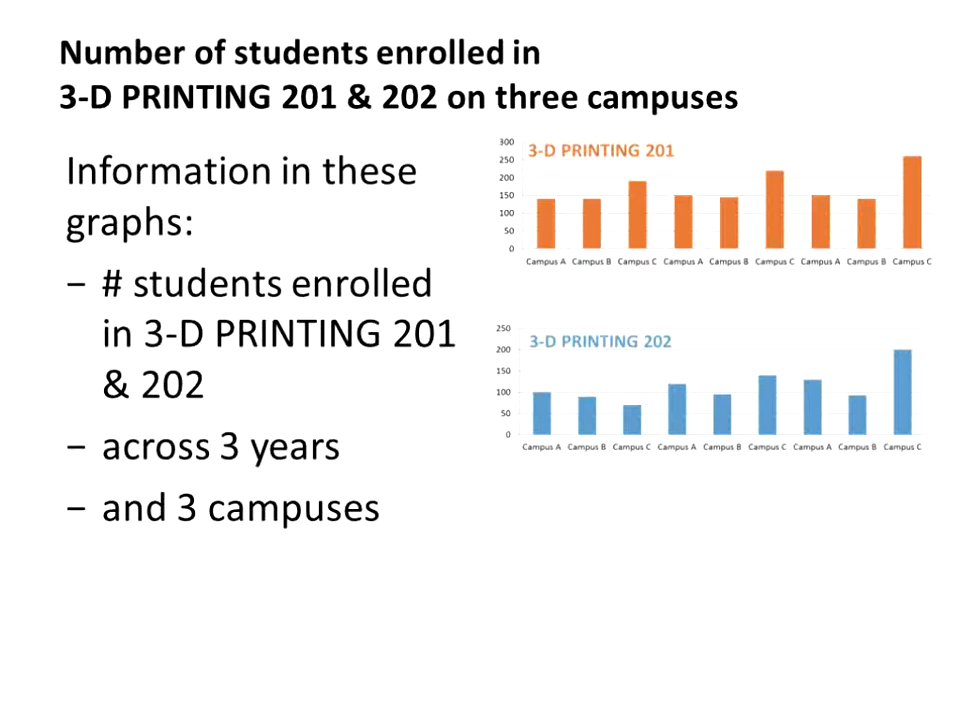 Number of students enrolled in
3-D PRINTING 201 & 202 on three campuses
Information in these
graphs:
− # students enrolled
in 3-D PRINTING 201
& 202
− across 3 years
− and 3 campuses
3-D PRINTING 201
300
250
200
150
100
50
0
Campus A Campus B Campus C Campus A Campus B Campus C Campus A Campus B Campus C
3-D PRINTING 202
250
200
150
100
50
0
Campus A Campus B Campus C Campus A Campus B Campus C Campus A Campus B Campus C